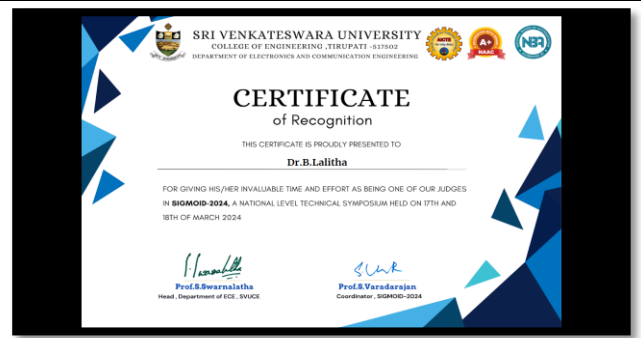 SRI VENKATESWARA UNIVERSITY
COLLEGE OF ENGINEERING ,TIRUPATI -517502
DEPARTMENT OF ELECTRONICS AND COMMUNICATION ENGINEERING
AICTE
A+
NAAC
NBA
CERTIFICATE
of Recognition
THIS CERTIFICATE IS PROUDLY PRESENTED TO
Dr.B.Lalitha
FOR GIVING HIS/HER INVALUABLE TIME AND EFFORT AS BEING ONE OF OUR JUDGES
IN SIGMOID-2024, A NATIONAL LEVEL TECHNICAL SYMPOSIUM HELD ON 17TH AND
18TH OF MARCH 2024
Prof.S.Swarnalatha
Head , Department of ECE , SVUCE
Prof.S.Varadarajan
Coordinator , SIGMOID-2024